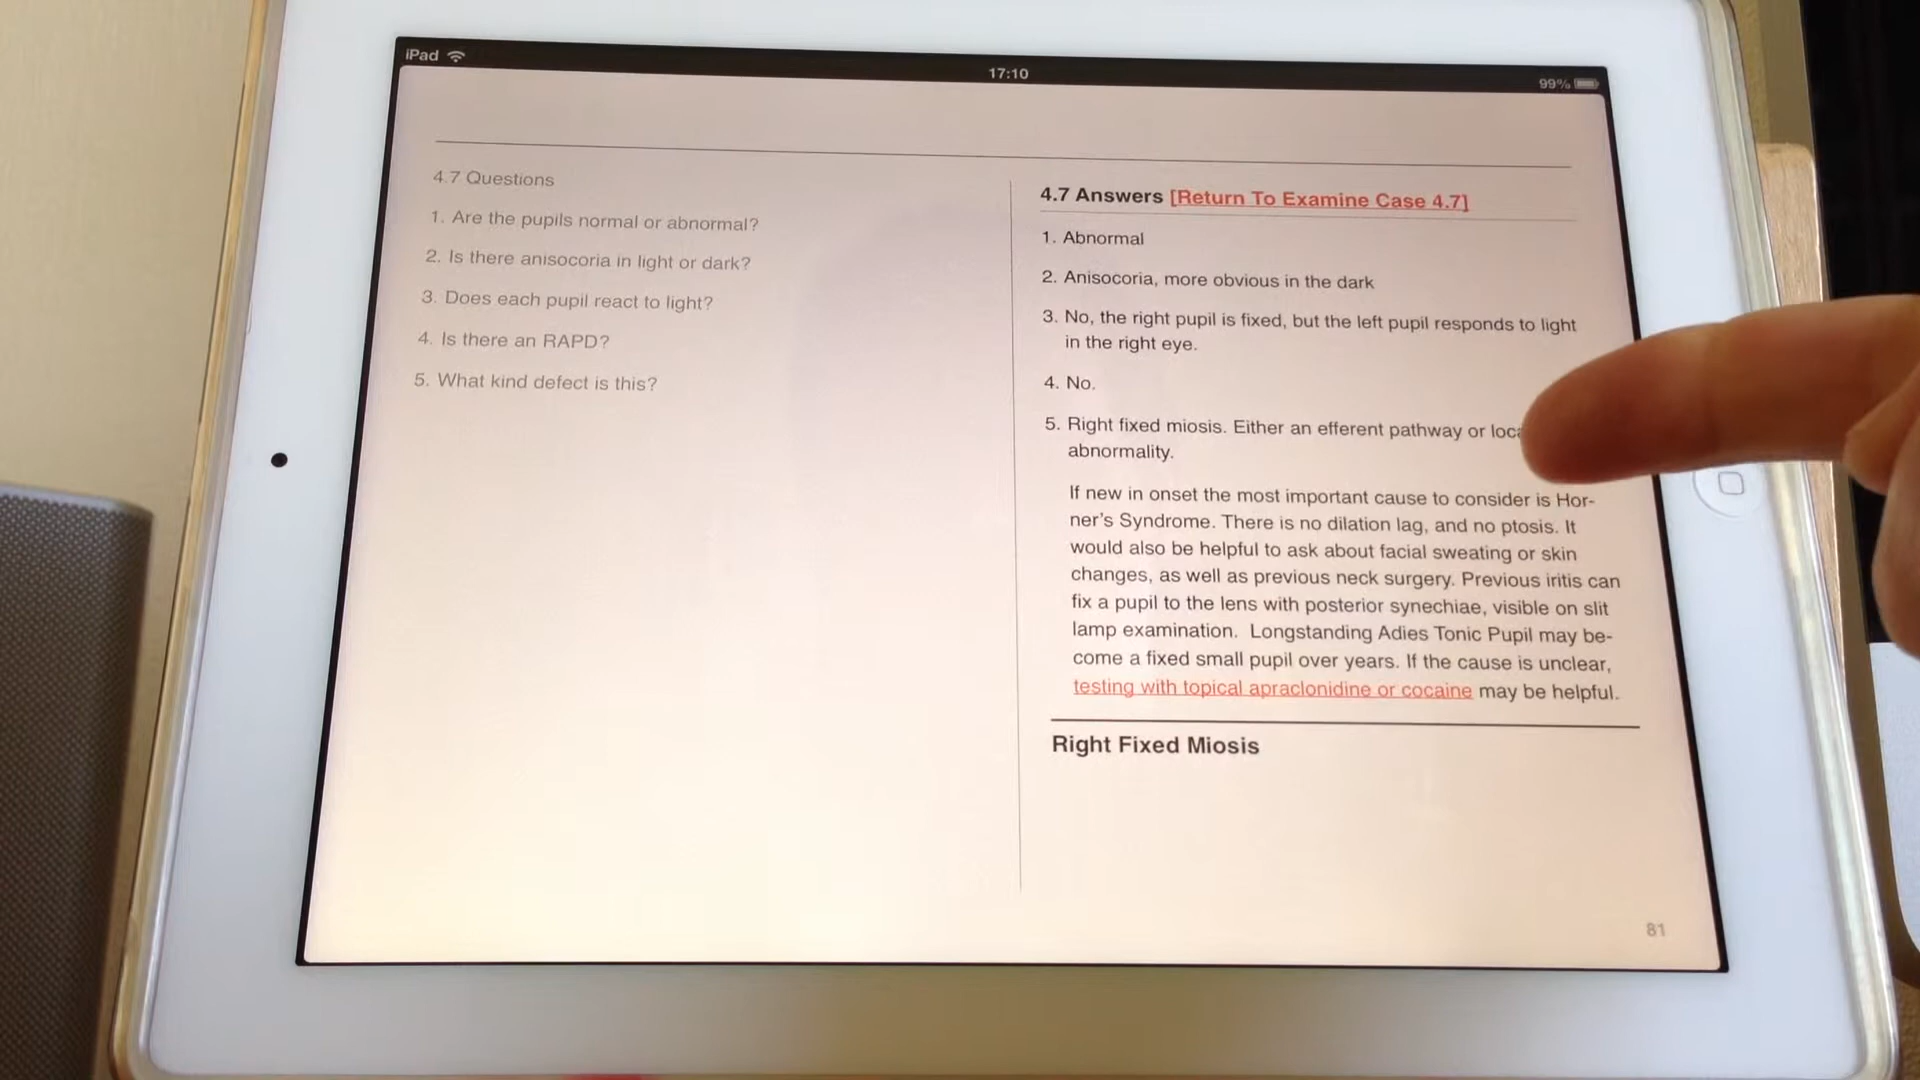 iPad
17:10
99%
4.7 Questions
1. Are the pupils normal or abnormal?
2. Is there anisocoria in light or dark?
3. Does each pupil react to light?
4. Is there an RAPD?
5. What kind defect is this?
4.7 Answers [Return To Examine Case 4.7]
1. Abnormal
2. Anisocoria, more obvious in the dark
3. No, the right pupil is fixed, but the left pupil responds to light
in the right eye.
4. No.
5. Right fixed miosis. Either an efferent pathway or
abnormality.
If new in onset the most important cause to consider is Hor-
ner's Syndrome. There is no dilation lag, and no ptosis. It
would also be helpful to ask about facial sweating or skin
changes, as well as previous neck surgery. Previous iritis can
fix a pupil to the lens with posterior synechiae, visible on slit
lamp examination. Longstanding Adies Tonic Pupil may be-
come a fixed small pupil over years. If the cause is unclear,
testing with topical apraclonidine or cocaine may be helpful.
Right Fixed Miosis
81